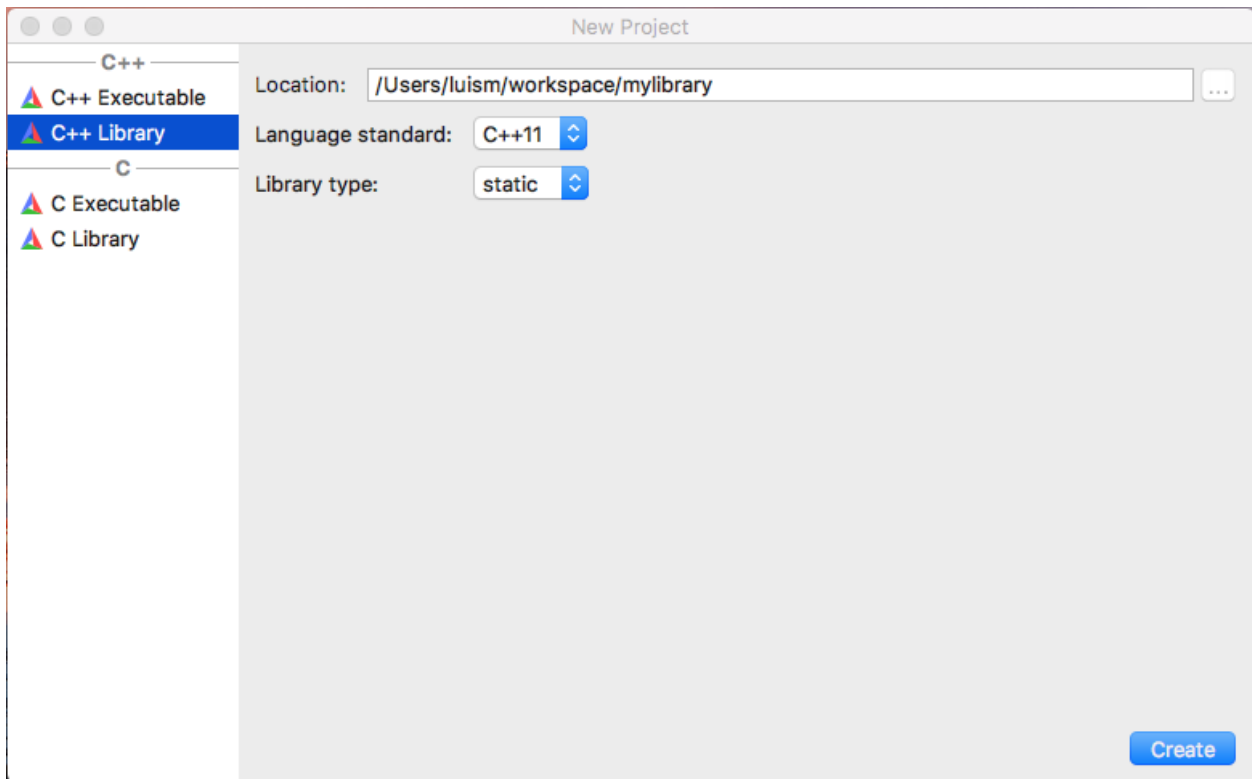 New Project
C++
C++ Executable
C++ Library
C
C Executable
C Library
Location: /Users/luism/workspace/mylibrary ...
Language standard: C++11
Library type: static
Create